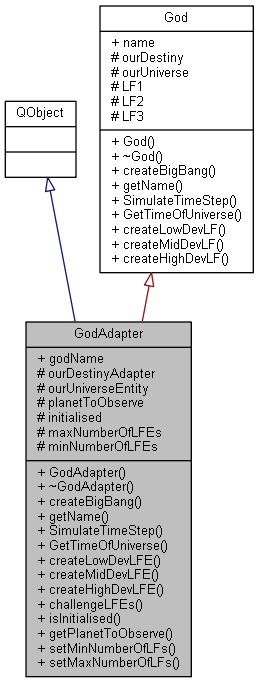 God
+ name
# ourDestiny
# ourUniverse
# LF1
# LF2
# LF3
+ God()
+ ~God()
+ createBigBang()
+ getName()
+ SimulateTimeStep()
+ GetTimeOfUniverse()
+ createLowDevLF()
+ createMidDevLF()
+ createHighDevLF()
QObject
GodAdapter
+ godName
# ourDestinyAdapter
# ourUniverseEntity
# planetToObserve
# initialised
# maxNumberOfLFEs
# minNumberOfLFEs
+ GodAdapter()
+ ~GodAdapter()
+ createBigBang()
+ getName()
+ SimulateTimeStep()
+ GetTimeOfUniverse()
+ createLowDevLFE()
+ createMidDevLFE()
+ createHighDevLFE()
+ challengeLFEs()
+ isInitialised()
+ getPlanetToObserve()
+ setMinNumberOfLFs()
+ setMaxNumberOfLFs()